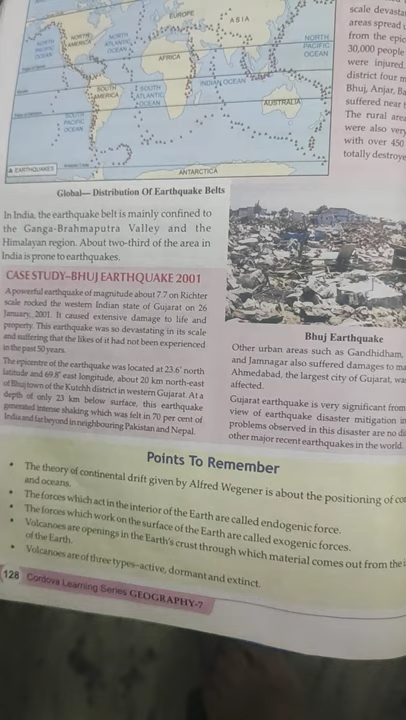 EUROPE
ASIA
NORTH PACIFIC OCEAN
NORTH AMERICA
NORTH ATLANTIC OCEAN
NORTH PACIFIC OCEAN
AFRICA
INDIAN OCEAN
SOUTH AMERICA
SOUTH ATLANTIC OCEAN
AUSTRALIA
SOUTH PACIFIC OCEAN
EARTHQUAKES
ANTARCTICA
Global— Distribution Of Earthquake Belts
In India, the earthquake belt is mainly confined to
the Ganga-Brahmaputra Valley and the
Himalayan region. About two-third of the area in
India is prone to earthquakes.
CASE STUDY–BHUJ EARTHQUAKE 2001
A powerful earthquake of magnitude about 7.7 on Richter
scale rocked the western Indian state of Gujarat on 26
January, 2001. It caused extensive damage to life and
property. This earthquake was so devastating in its scale
and suffering that the likes of it had not been experienced
in the past 50 years.
The epicentre of the earthquake was located at 23.6° north
latitude and 69.8° east longitude, about 20 km north-east
of Bhuj town of the Kutchh district in western Gujarat. At a
depth of only 23 km below surface, this earthquake
generated intense shaking which was felt in 70 per cent of
India and far beyond in neighbouring Pakistan and Nepal.
scale devasta
areas spread
from the epic
30,000 people
were injured
district four m
Bhuj, Anjar, Ba
suffered near t
The rural area
were also very
with over 450
totally destroye
Bhuj Earthquake
Other urban areas such as Gandhidham,
and Jamnagar also suffered damages to ma
Ahmedabad, the largest city of Gujarat, wa
affected.
Gujarat earthquake is very significant from
view of earthquake disaster mitigation in
problems observed in this disaster are no di
other major recent earthquakes in the world.
Points To Remember
• The theory of continental drift given by Alfred Wegener is about the positioning of co
and oceans.
• The forces which act in the interior of the Earth are called endogenic force.
• The forces which work on the surface of the Earth are called exogenic forces.
• Volcanoes are openings in the Earth's crust through which material comes out from the i
of the Earth.
• Volcanoes are of three types–active, dormant and extinct.
128 Cordova Learning Series GEOGRAPHY-7